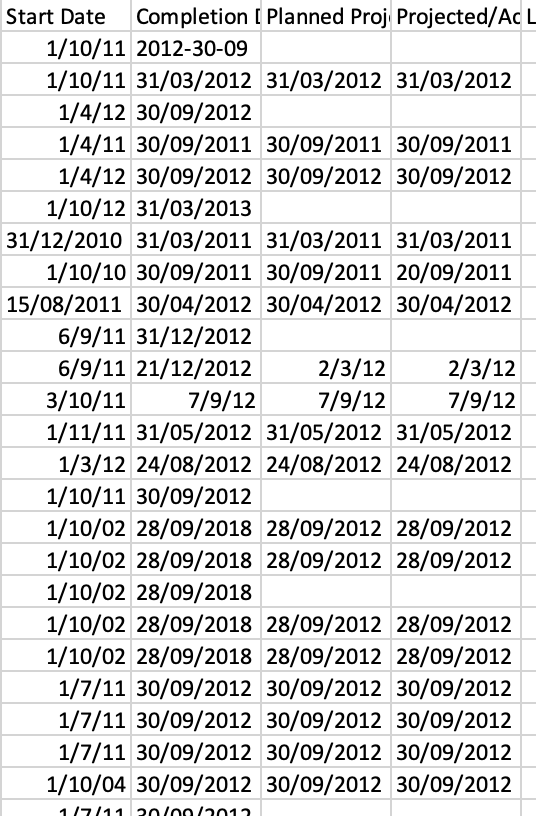 Start Date Completion D Planned Proj Projected/Ac L
1/10/11 2012-30-09
1/10/11 31/03/2012 31/03/2012 31/03/2012
1/4/12 30/09/2012
1/4/11 30/09/2011 30/09/2011 30/09/2011
1/4/12 30/09/2012 30/09/2012 30/09/2012
1/10/12 31/03/2013
31/12/2010 31/03/2011 31/03/2011 31/03/2011
1/10/10 30/09/2011 30/09/2011 20/09/2011
15/08/2011 30/04/2012 30/04/2012 30/04/2012
6/9/11 31/12/2012
6/9/11 21/12/2012 2/3/12 2/3/12
3/10/11 7/9/12 7/9/12 7/9/12
1/11/11 31/05/2012 31/05/2012 31/05/2012
1/3/12 24/08/2012 24/08/2012 24/08/2012
1/10/11 30/09/2012
1/10/02 28/09/2018 28/09/2012 28/09/2012
1/10/02 28/09/2018 28/09/2012 28/09/2012
1/10/02 28/09/2018
1/10/02 28/09/2018 28/09/2012 28/09/2012
1/10/02 28/09/2018 28/09/2012 28/09/2012
1/7/11 30/09/2012 30/09/2012 30/09/2012
1/7/11 30/09/2012 30/09/2012 30/09/2012
1/7/11 30/09/2012 30/09/2012 30/09/2012
1/10/04 30/09/2012 30/09/2012 30/09/2012
1/7/11 30/09/2012